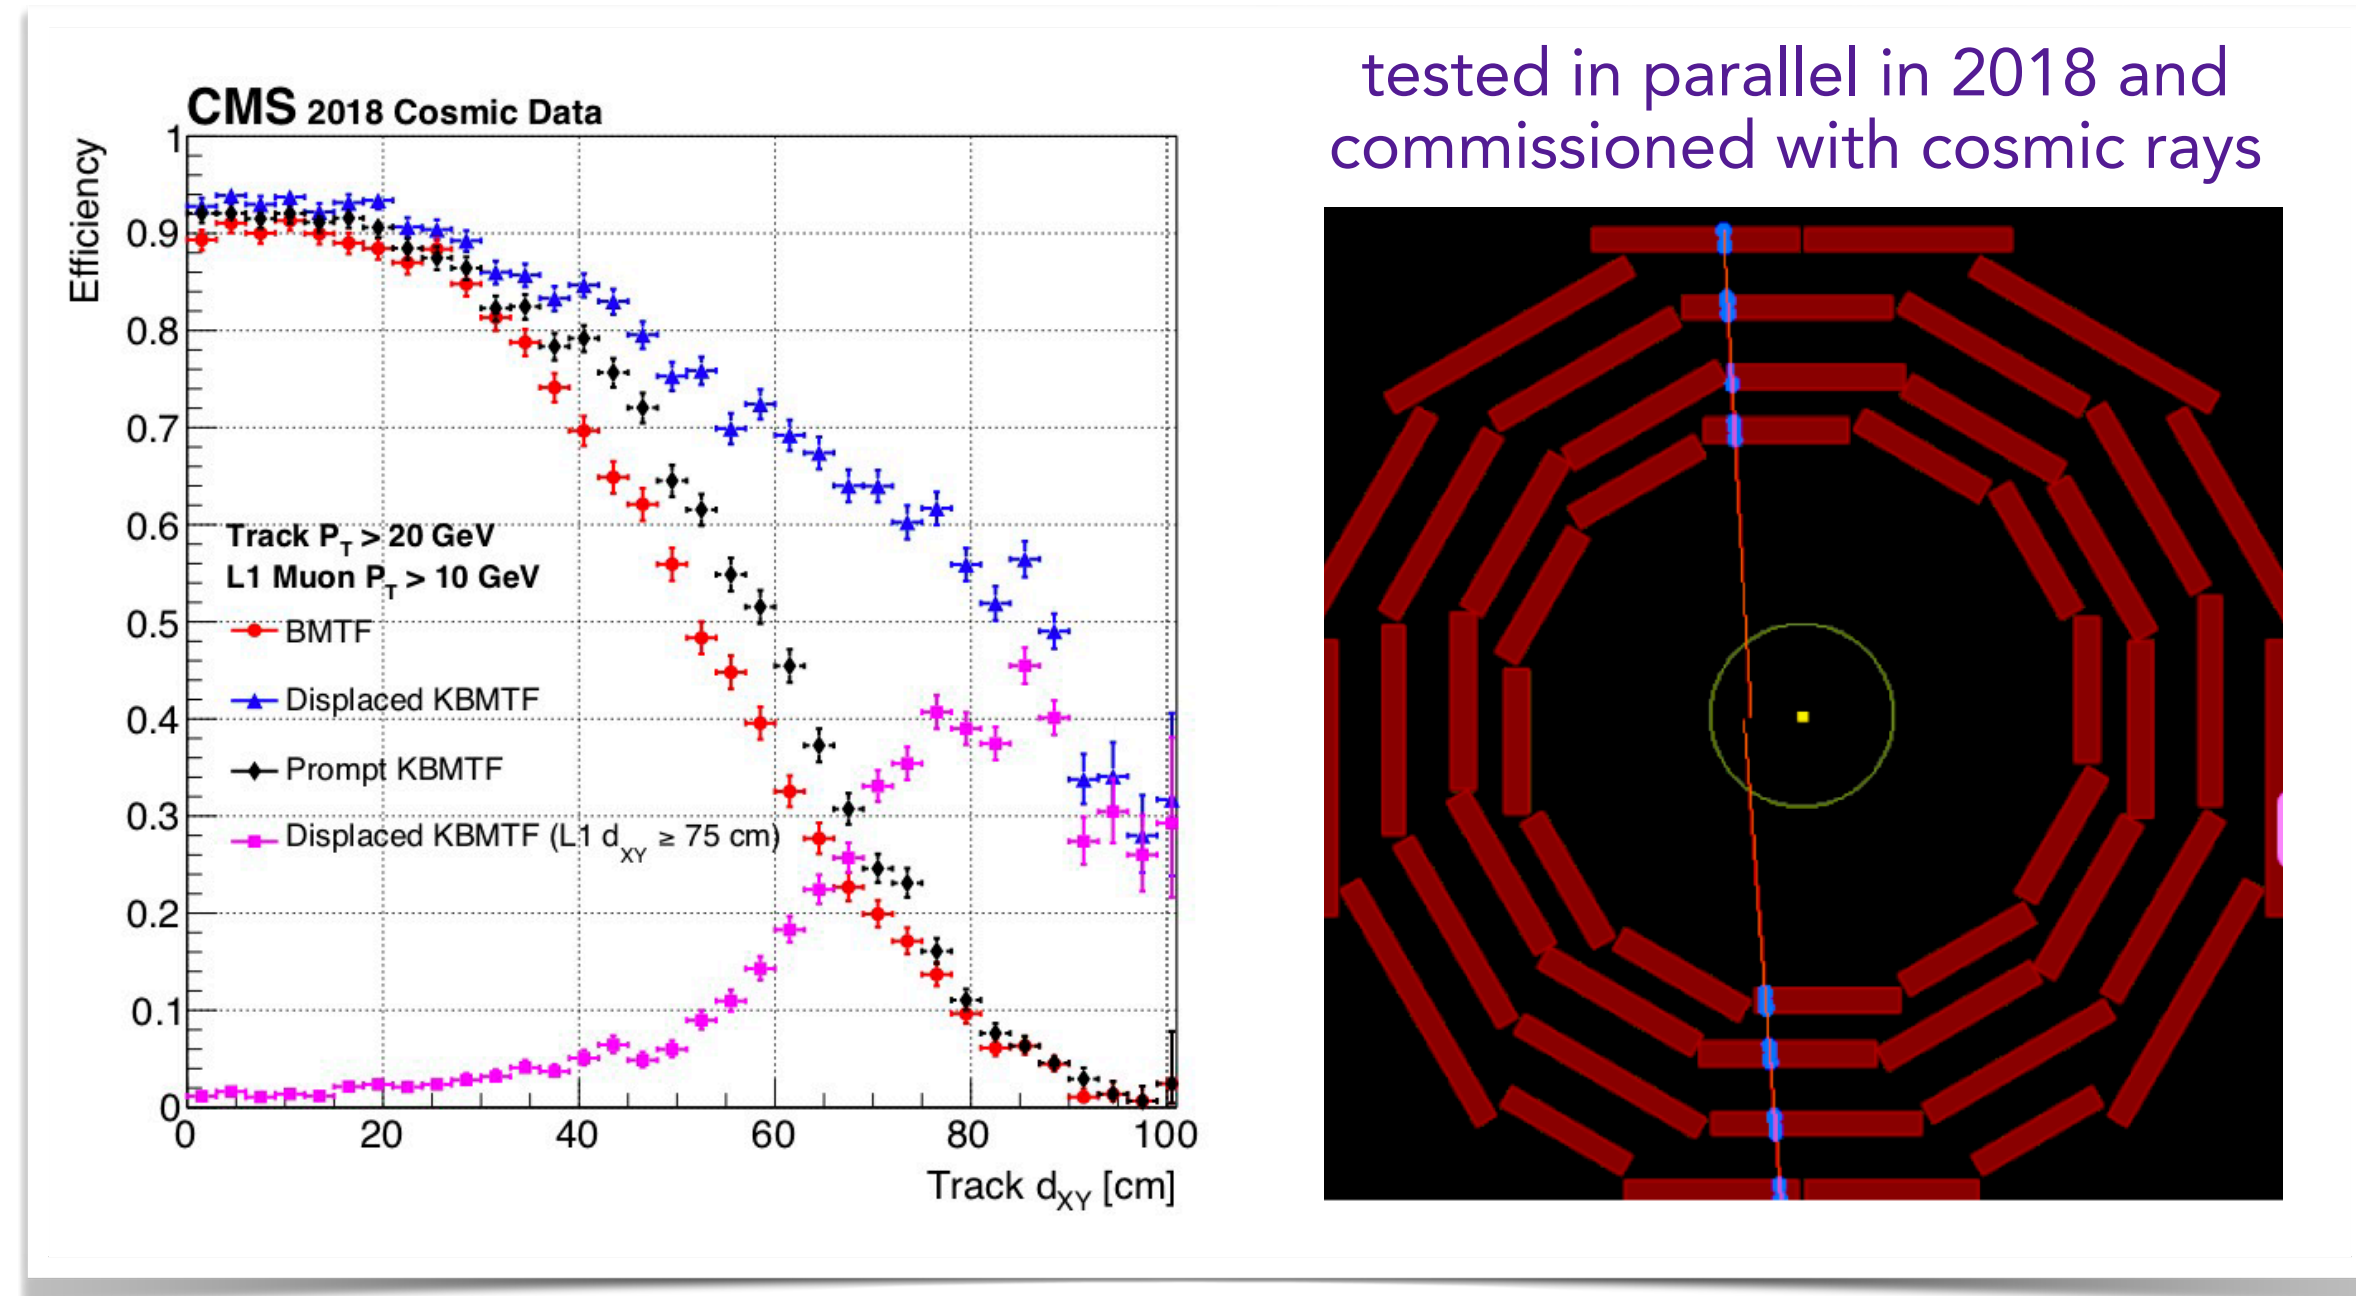 tested in parallel in 2018 and
commissioned with cosmic rays
CMS 2018 Cosmic Data
Efficiency
1
0.9
0.8
0.7
0.6
0.5
0.4
0.3
0.2
0.1
0
Track P_T > 20 GeV
L1 Muon P_T > 10 GeV
BMTF
Displaced KBMTF
Prompt KBMTF
Displaced KBMTF (L1 d_XY ≥ 75 cm)
0 20 40 60 80 100
Track d_XY [cm]